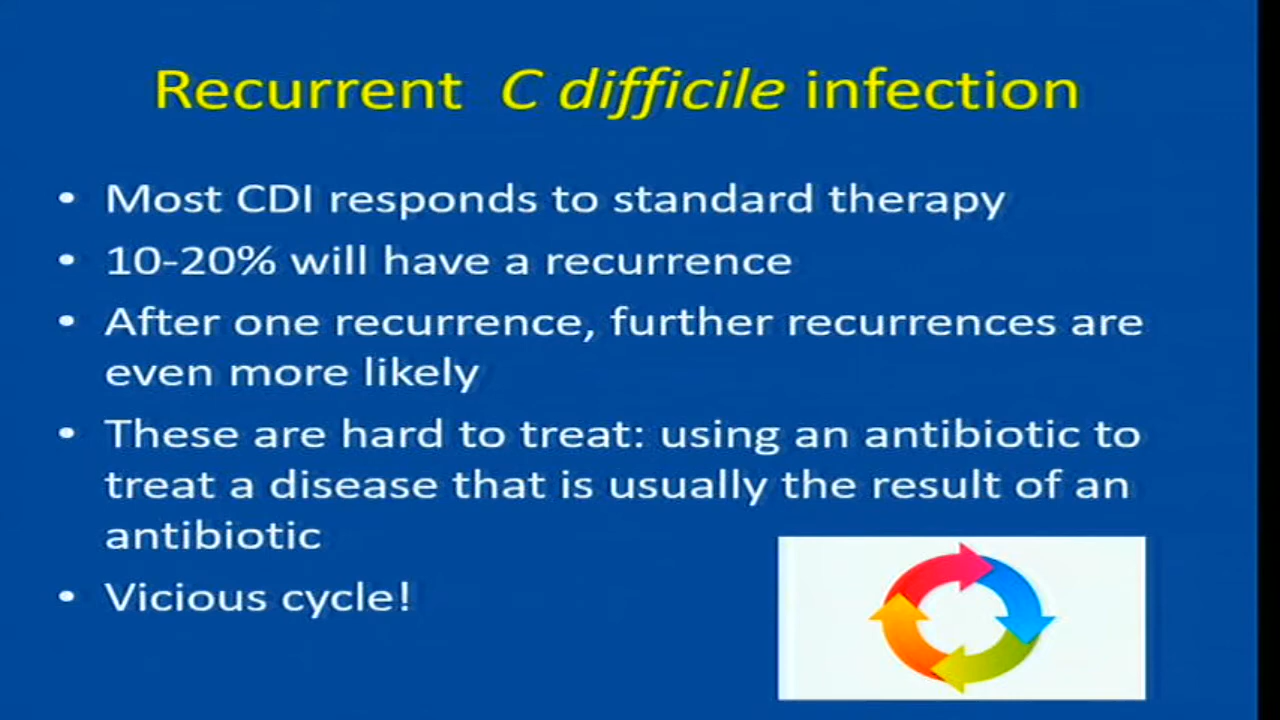 Recurrent C difficile infection
• Most CDI responds to standard therapy
• 10-20% will have a recurrence
• After one recurrence, further recurrences are
even more likely
• These are hard to treat: using an antibiotic to
treat a disease that is usually the result of an
antibiotic
• Vicious cycle!